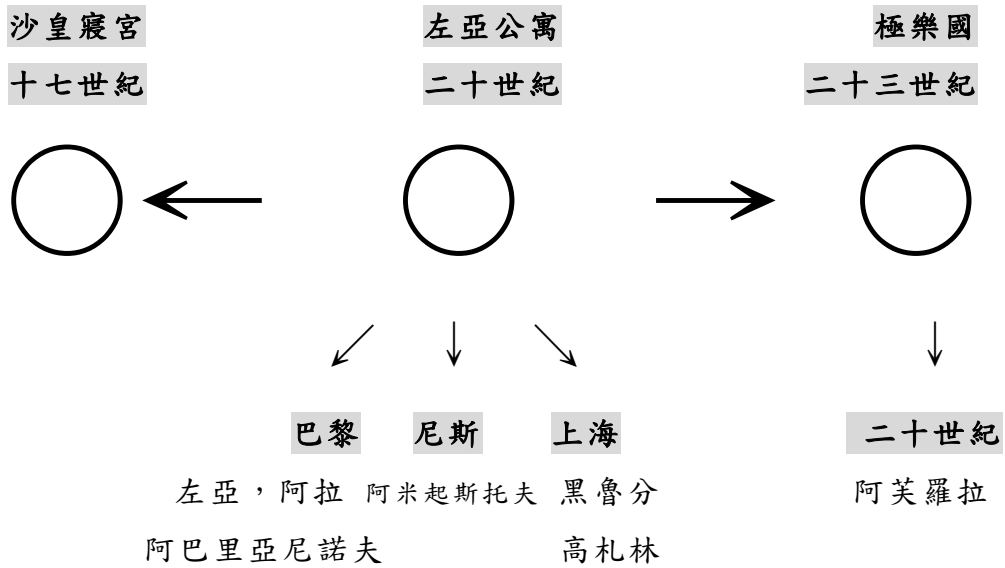 沙皇寢宮 左亞公寓 極樂國
十七世紀 二十世紀 二十三世紀
巴黎 尼斯 上海 二十世紀
左亞，阿拉 阿米起斯托夫 黑魯分 阿芙羅拉
阿巴里亞尼諾夫 高札林